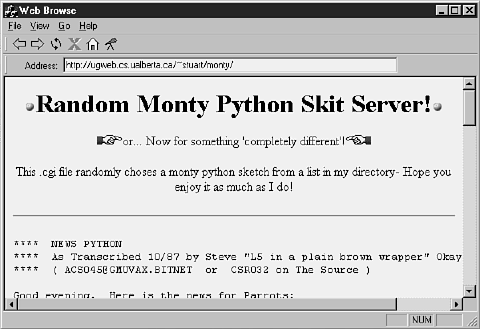 Web Browse
File View Go Help
Address: http://ugweb.cs.ualberta.ca/~stuart/monty/
Random Monty Python Skit Server!
or... Now for something 'completely different'!
This .cgi file randomly choses a monty python sketch from a list in my directory- Hope you
enjoy it as much as I do!
**** NEWS PYTHON
**** As Transcribed 10/87 by Steve "L5 in a plain brown wrapper" Okay
**** ( ACS045@GMUVAX.BITNET or CSR032 on The Source )
Good evening. Here is the news for Parrots:
NUM